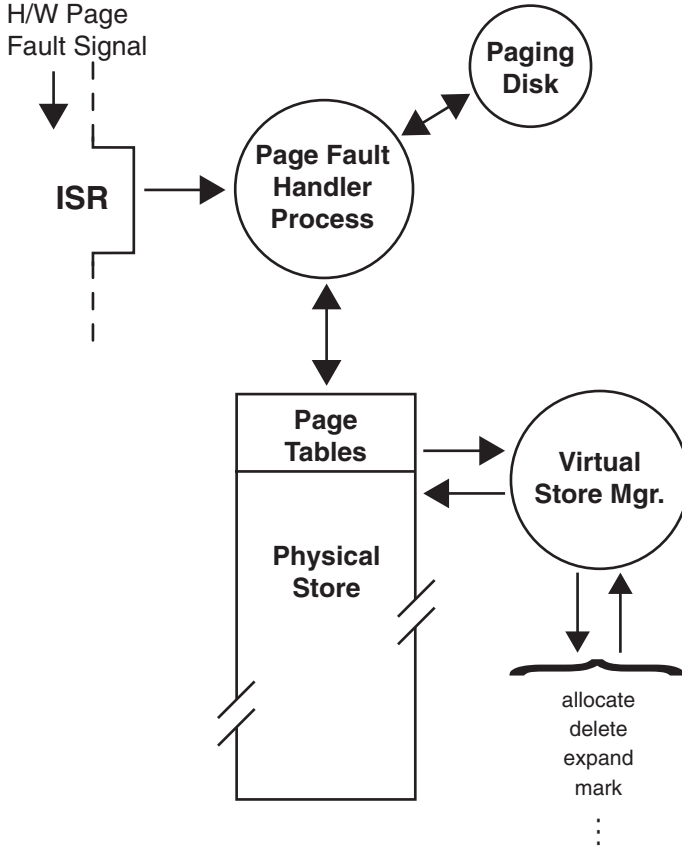 H/W Page
Fault Signal
Paging
Disk
Page Fault
Handler
Process
ISR
Page
Tables
Virtual
Store Mgr.
Physical
Store
allocate
delete
expand
mark
⋮